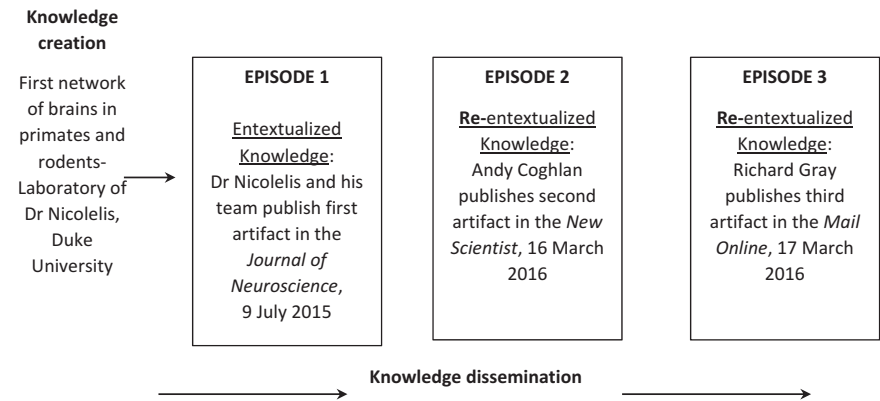 Knowledge
creation
First network
of brains in
primates and
rodents-
Laboratory of
Dr Nicolelis,
Duke
University
EPISODE 1
Entextualized
Knowledge:
Dr Nicolelis and his
team publish first
artifact in the
Journal of
Neuroscience,
9 July 2015
EPISODE 2
Re-entextualized
Knowledge:
Andy Coghlan
publishes second
artifact in the New
Scientist, 16 March
2016
EPISODE 3
Re-entextualized
Knowledge:
Richard Gray
publishes third
artifact in the Mail
Online, 17 March
2016
Knowledge dissemination